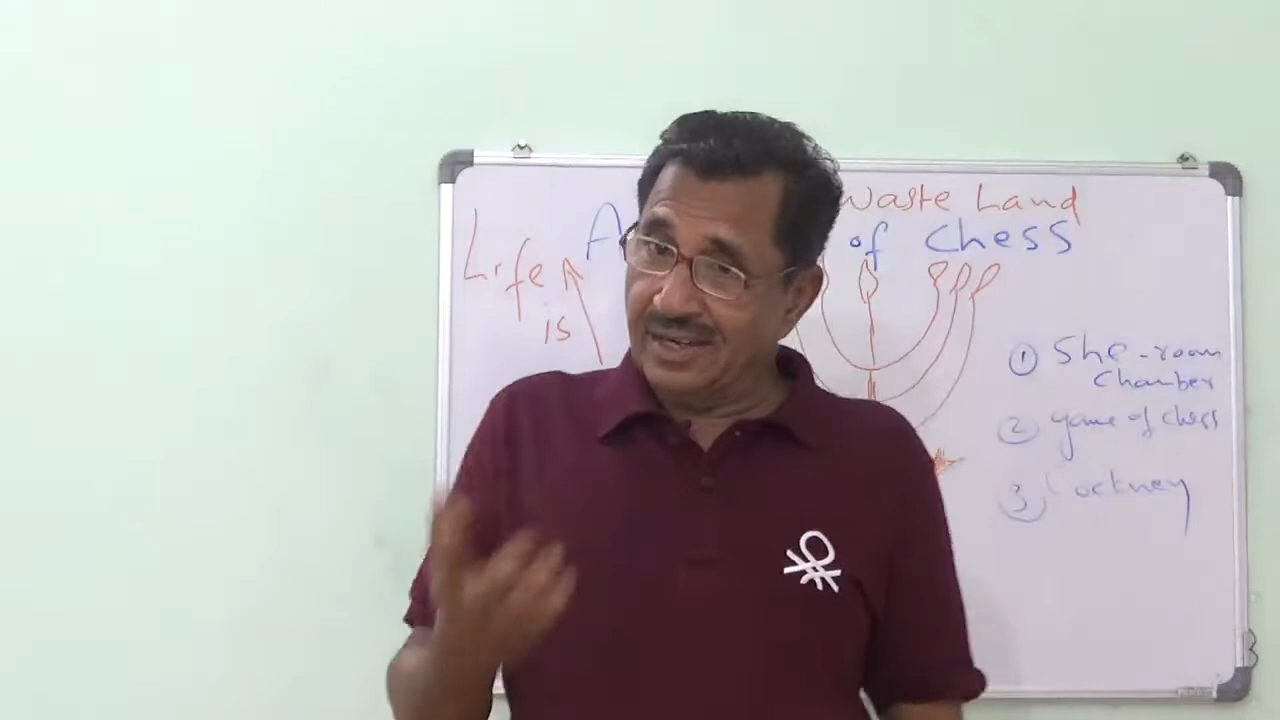 Waste Land
A of Chess
Life
is
① She-room
Chamber
② game of chess
③ Cockney